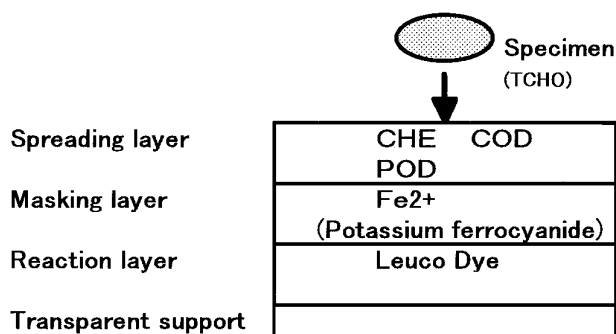 Specimen
(TCHO)
Spreading layer
CHE COD
POD
Masking layer
Fe2+
(Potassium ferrocyanide)
Reaction layer
Leuco Dye
Transparent support